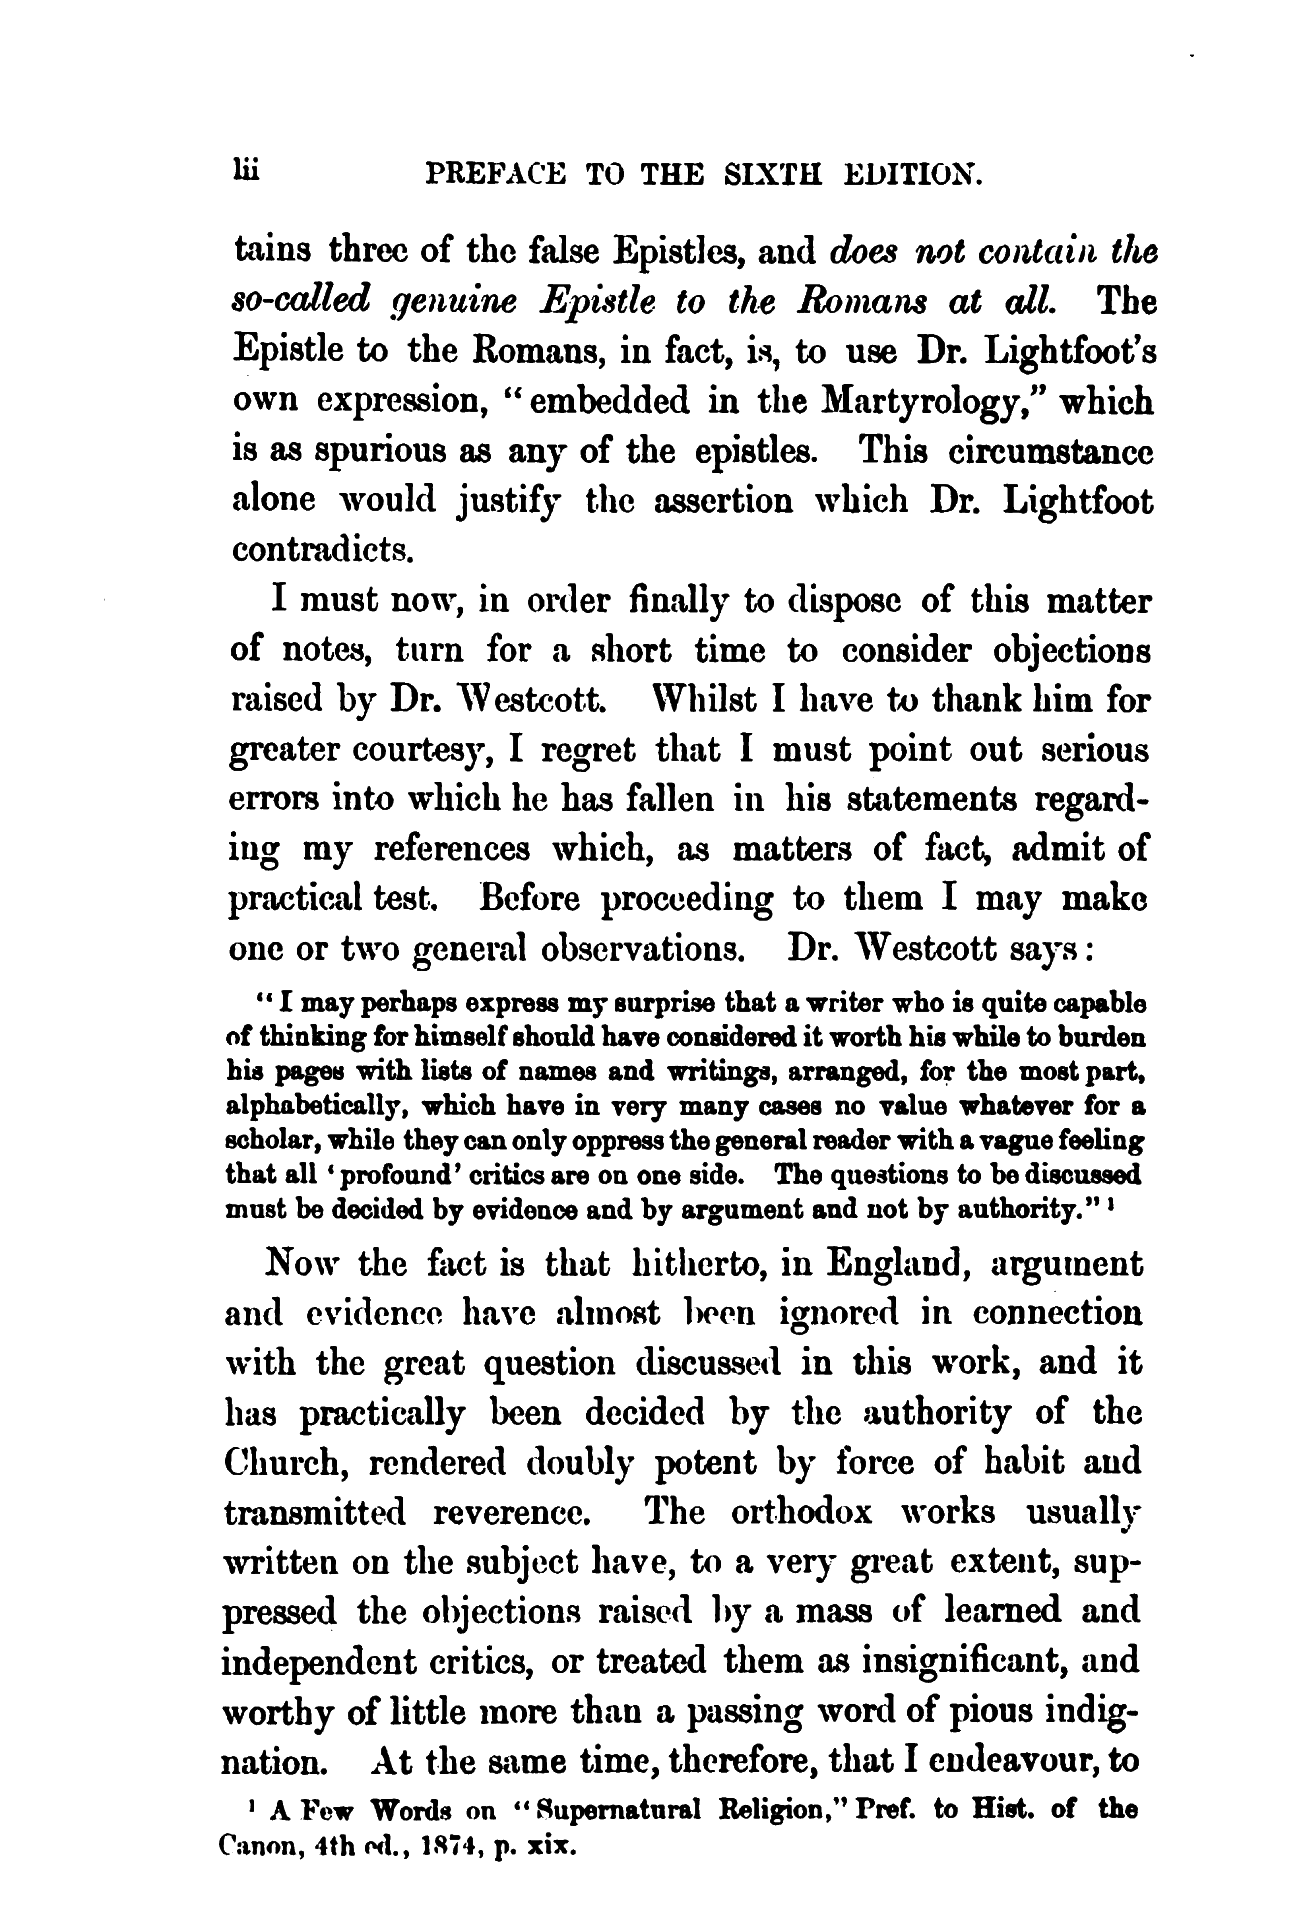 lii PREFACE TO THE SIXTH EDITION.
tains three of the false Epistles, and does not contain the
so-called genuine Epistle to the Romans at all. The
Epistle to the Romans, in fact, is, to use Dr. Lightfoot's
own expression, “embedded in the Martyrology,” which
is as spurious as any of the epistles. This circumstance
alone would justify the assertion which Dr. Lightfoot
contradicts.
I must now, in order finally to dispose of this matter
of notes, turn for a short time to consider objections
raised by Dr. Westcott. Whilst I have to thank him for
greater courtesy, I regret that I must point out serious
errors into which he has fallen in his statements regard-
ing my references which, as matters of fact, admit of
practical test. Before proceeding to them I may make
one or two general observations. Dr. Westcott says:
“I may perhaps express my surprise that a writer who is quite capable
of thinking for himself should have considered it worth his while to burden
his pages with lists of names and writings, arranged, for the most part,
alphabetically, which have in very many cases no value whatever for a
scholar, while they can only oppress the general reader with a vague feeling
that all ‘profound’ critics are on one side. The questions to be discussed
must be decided by evidence and by argument and not by authority.” ¹
Now the fact is that hitherto, in England, argument
and evidence have almost been ignored in connection
with the great question discussed in this work, and it
has practically been decided by the authority of the
Church, rendered doubly potent by force of habit and
transmitted reverence. The orthodox works usually
written on the subject have, to a very great extent, sup-
pressed the objections raised by a mass of learned and
independent critics, or treated them as insignificant, and
worthy of little more than a passing word of pious indig-
nation. At the same time, therefore, that I endeavour, to
¹ A Few Words on “Supernatural Religion,” Pref. to Hist. of the
Canon, 4th ed., 1874, p. xix.